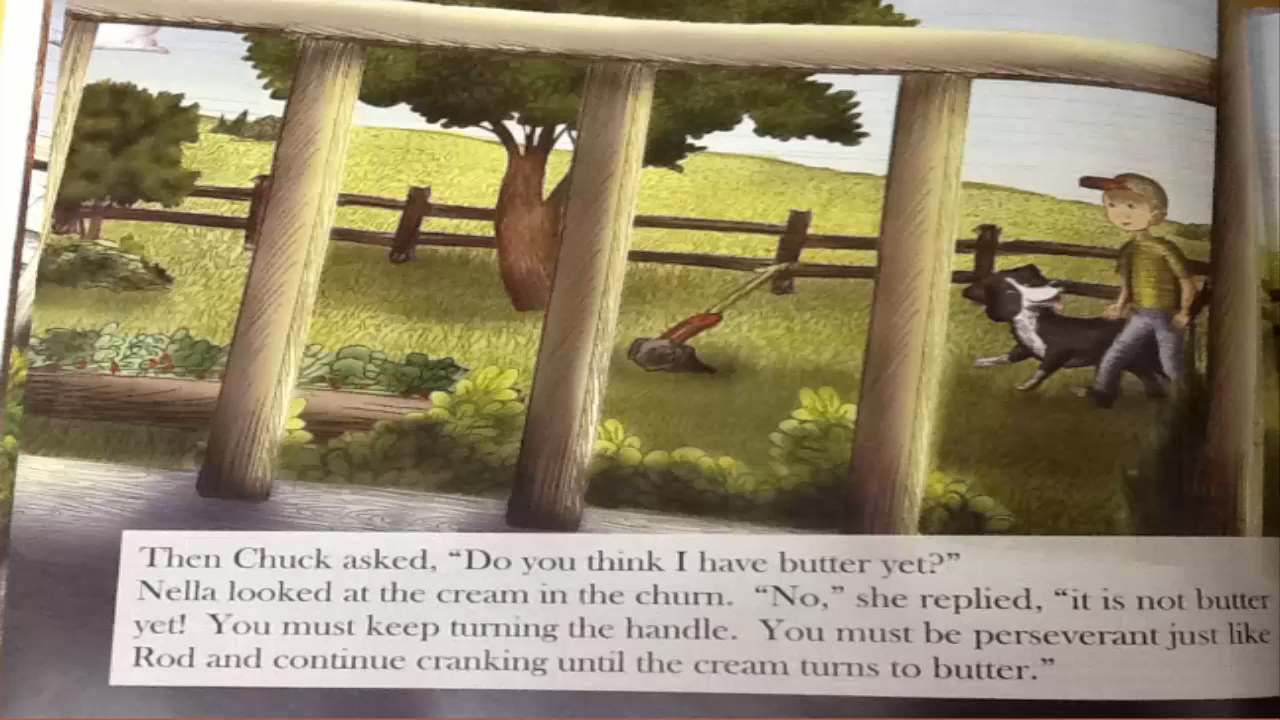 Then Chuck asked, “Do you think I have butter yet?”
Nella looked at the cream in the churn.  “No,” she replied, “it is not butter
yet!  You must keep turning the handle.  You must be perseverant just like
Rod and continue cranking until the cream turns to butter.”